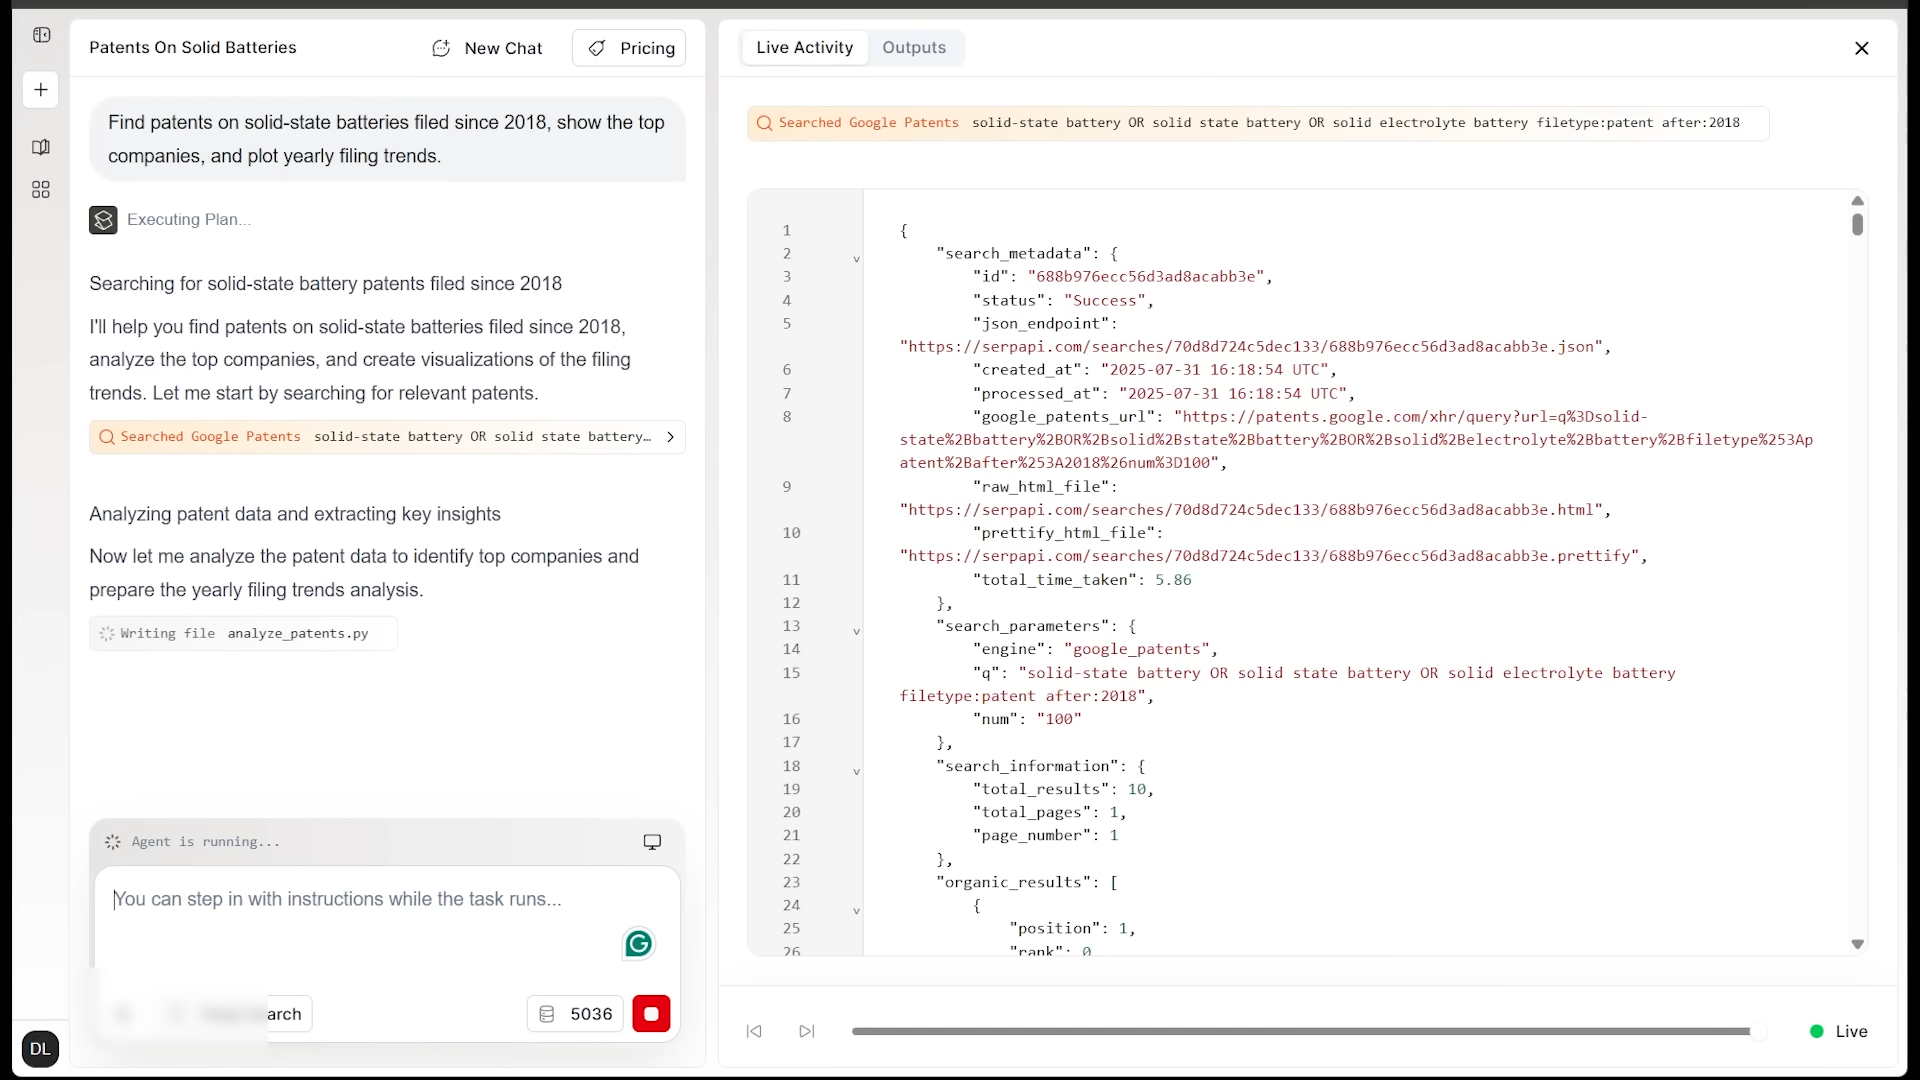 Patents On Solid Batteries
New Chat
Pricing
Find patents on solid-state batteries filed since 2018, show the top
companies, and plot yearly filing trends.
Executing Plan...
Searching for solid-state battery patents filed since 2018
I'll help you find patents on solid-state batteries filed since 2018,
analyze the top companies, and create visualizations of the filing
trends. Let me start by searching for relevant patents.
Searched Google Patents solid-state battery OR solid state battery...
Analyzing patent data and extracting key insights
Now let me analyze the patent data to identify top companies and
prepare the yearly filing trends analysis.
Writing file analyze_patents.py
Agent is running...
You can step in with instructions while the task runs...
G
arch
5036
DL
Live Activity
Outputs
Searched Google Patents solid-state battery OR solid state battery OR solid electrolyte battery filetype:patent after:2018
1 {
2 "search_metadata": {
3 "id": "688b976ecc56d3ad8acabb3e",
4 "status": "Success",
5 "json_endpoint":
"https://serpapi.com/searches/70d8d724c5dec133/688b976ecc56d3ad8acabb3e.json",
6 "created_at": "2025-07-31 16:18:54 UTC",
7 "processed_at": "2025-07-31 16:18:54 UTC",
8 "google_patents_url": "https://patents.google.com/xhr/query?url=q%3Dsolid-
state%2Bbattery%2BOR%2Bsolid%2Bstate%2Bbattery%2BOR%2Bsolid%2Belectrolyte%2Bbattery%2Bfiletype%253Ap
atent%2Bafter%253A2018%26num%3D100",
9 "raw_html_file":
"https://serpapi.com/searches/70d8d724c5dec133/688b976ecc56d3ad8acabb3e.html",
10 "prettify_html_file":
"https://serpapi.com/searches/70d8d724c5dec133/688b976ecc56d3ad8acabb3e.prettify",
11 "total_time_taken": 5.86
12 },
13 "search_parameters": {
14 "engine": "google_patents",
15 "q": "solid-state battery OR solid state battery OR solid electrolyte battery
filetype:patent after:2018",
16 "num": "100"
17 },
18 "search_information": {
19 "total_results": 10,
20 "total_pages": 1,
21 "page_number": 1
22 },
23 "organic_results": [
24 {
25 "position": 1,
26 "rank": 0
Live